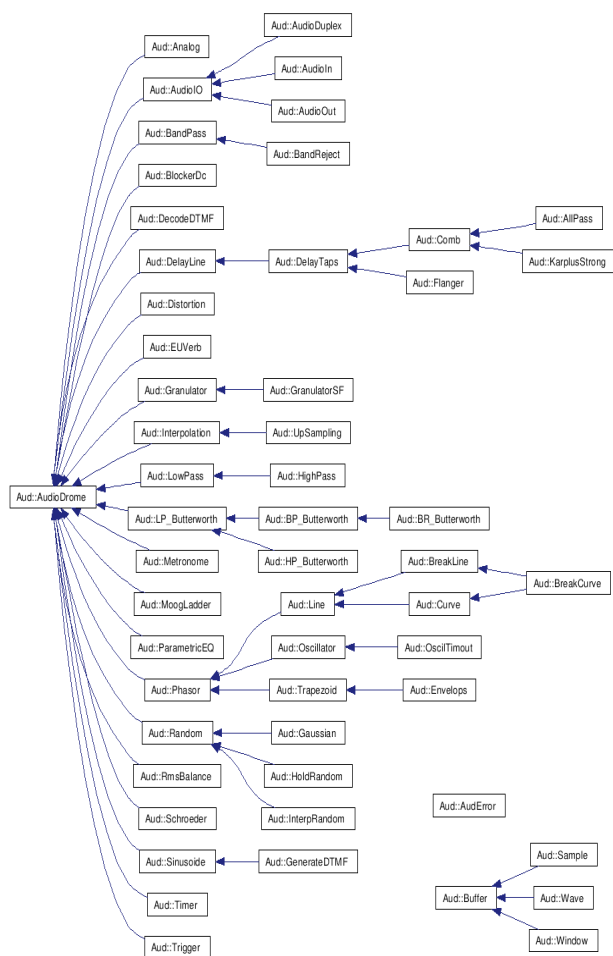 Aud::AudioDuplex
Aud::Analog
Aud::AudioIn
Aud::AudioIO
Aud::AudioOut
Aud::BandPass
Aud::BandReject
Aud::BlockerDc
Aud::DecodeDTMF
Aud::AllPass
Aud::Comb
Aud::DelayLine
Aud::DelayTaps
Aud::KarplusStrong
Aud::Flanger
Aud::Distortion
Aud::EUVerb
Aud::Granulator
Aud::GranulatorSF
Aud::Interpolation
Aud::UpSampling
Aud::LowPass
Aud::HighPass
Aud::AudioDrome
Aud::LP_Butterworth
Aud::BP_Butterworth
Aud::BR_Butterworth
Aud::Metronome
Aud::HP_Butterworth
Aud::BreakLine
Aud::BreakCurve
Aud::MoogLadder
Aud::Line
Aud::Curve
Aud::ParametricEQ
Aud::Oscillator
Aud::OscilTimout
Aud::Phasor
Aud::Trapezoid
Aud::Envelops
Aud::Random
Aud::Gaussian
Aud::RmsBalance
Aud::HoldRandom
Aud::AudError
Aud::Schroeder
Aud::InterpRandom
Aud::Sinusoide
Aud::GenerateDTMF
Aud::Sample
Aud::Timer
Aud::Buffer
Aud::Wave
Aud::Window
Aud::Trigger